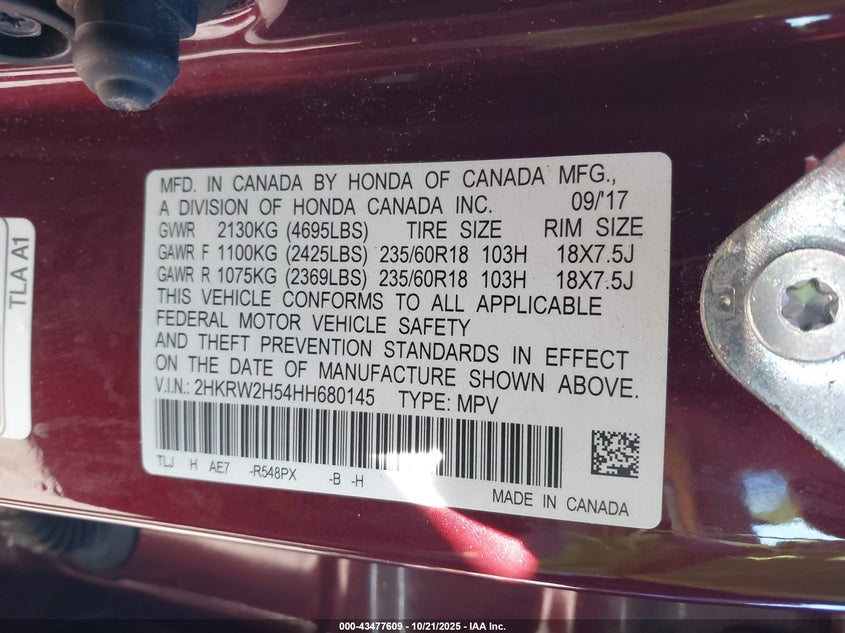 MFD. IN CANADA BY HONDA OF CANADA MFG.,
A DIVISION OF HONDA CANADA INC. 09/'17
GVWR 2130KG (4695LBS) TIRE SIZE RIM SIZE
GAWR F 1100KG (2425LBS) 235/60R18 103H 18X7.5J
GAWR R 1075KG (2369LBS) 235/60R18 103H 18X7.5J
THIS VEHICLE CONFORMS TO ALL APPLICABLE
FEDERAL MOTOR VEHICLE SAFETY
AND THEFT PREVENTION STANDARDS IN EFFECT
ON THE DATE OF MANUFACTURE SHOWN ABOVE.
V.I.N.: 2HKRW2H54HH680145 TYPE: MPV
TLJ H AE7 -R548PX -B -H
MADE IN CANADA
TLA A1
000-43477609 - 10/21/2025 - IAA Inc.